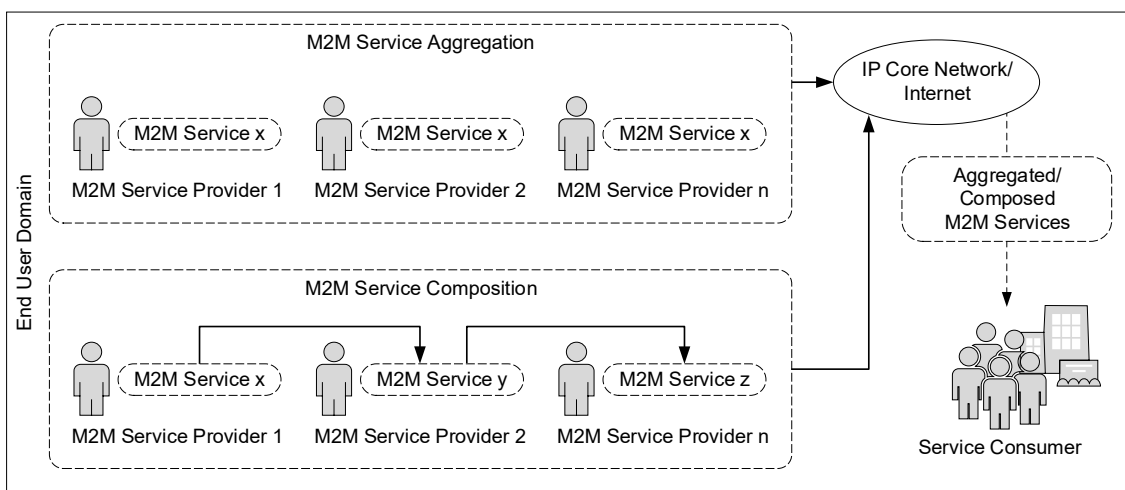 End User Domain
M2M Service Aggregation
M2M Service x
M2M Service x
M2M Service x
M2M Service Provider 1
M2M Service Provider 2
M2M Service Provider n
M2M Service Composition
M2M Service x
M2M Service y
M2M Service z
M2M Service Provider 1
M2M Service Provider 2
M2M Service Provider n
IP Core Network/
Internet
Aggregated/
Composed
M2M Services
Service Consumer